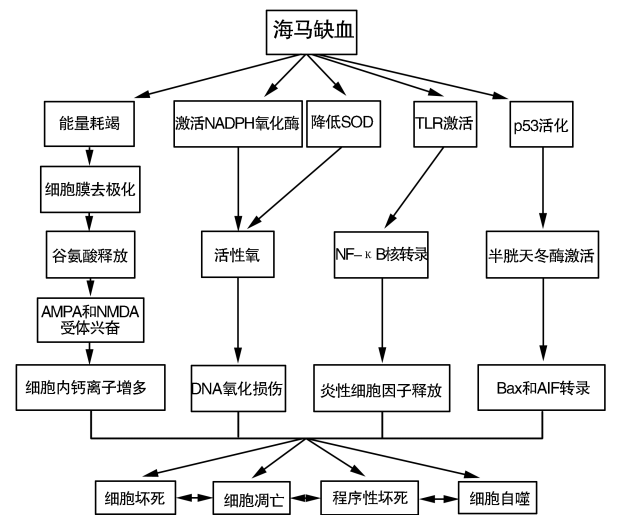 海马缺血
能量耗竭
激活NADPH氧化酶
降低SOD
TLR激活
p53活化
细胞膜去极化
谷氨酸释放
活性氧
NF-κB核转录
半胱天冬酶激活
AMPA和NMDA
受体兴奋
细胞内钙离子增多
DNA氧化损伤
炎性细胞因子释放
Bax和AIF转录
细胞坏死
细胞凋亡
程序性坏死
细胞自噬